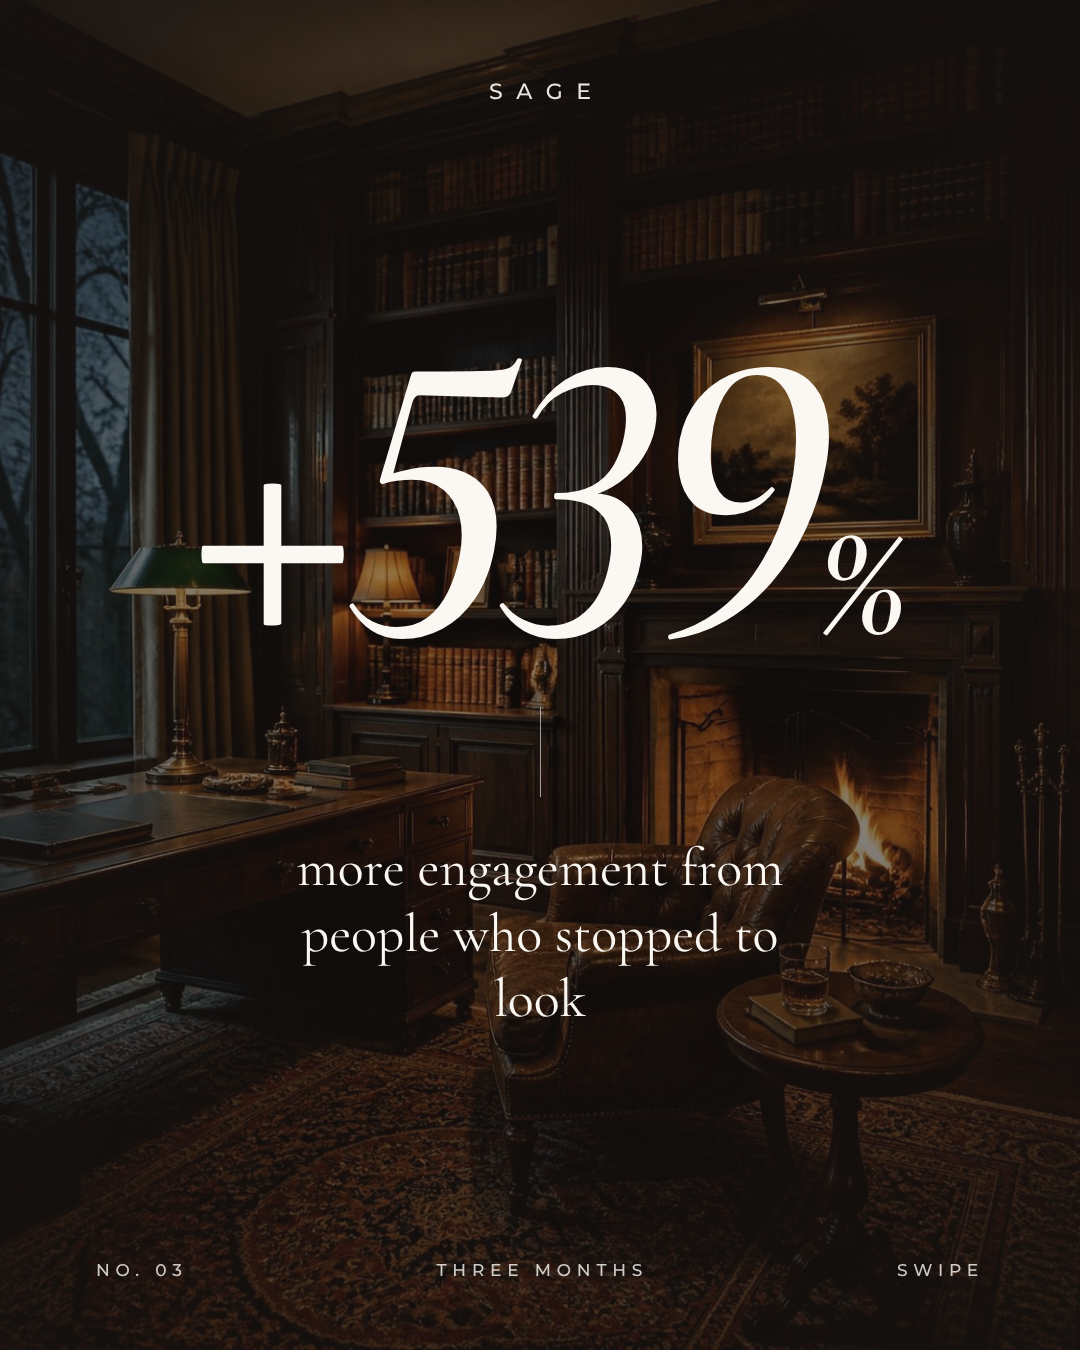 SAGE
+539%
more engagement from
people who stopped to
look
NO. 03
THREE MONTHS
SWIPE